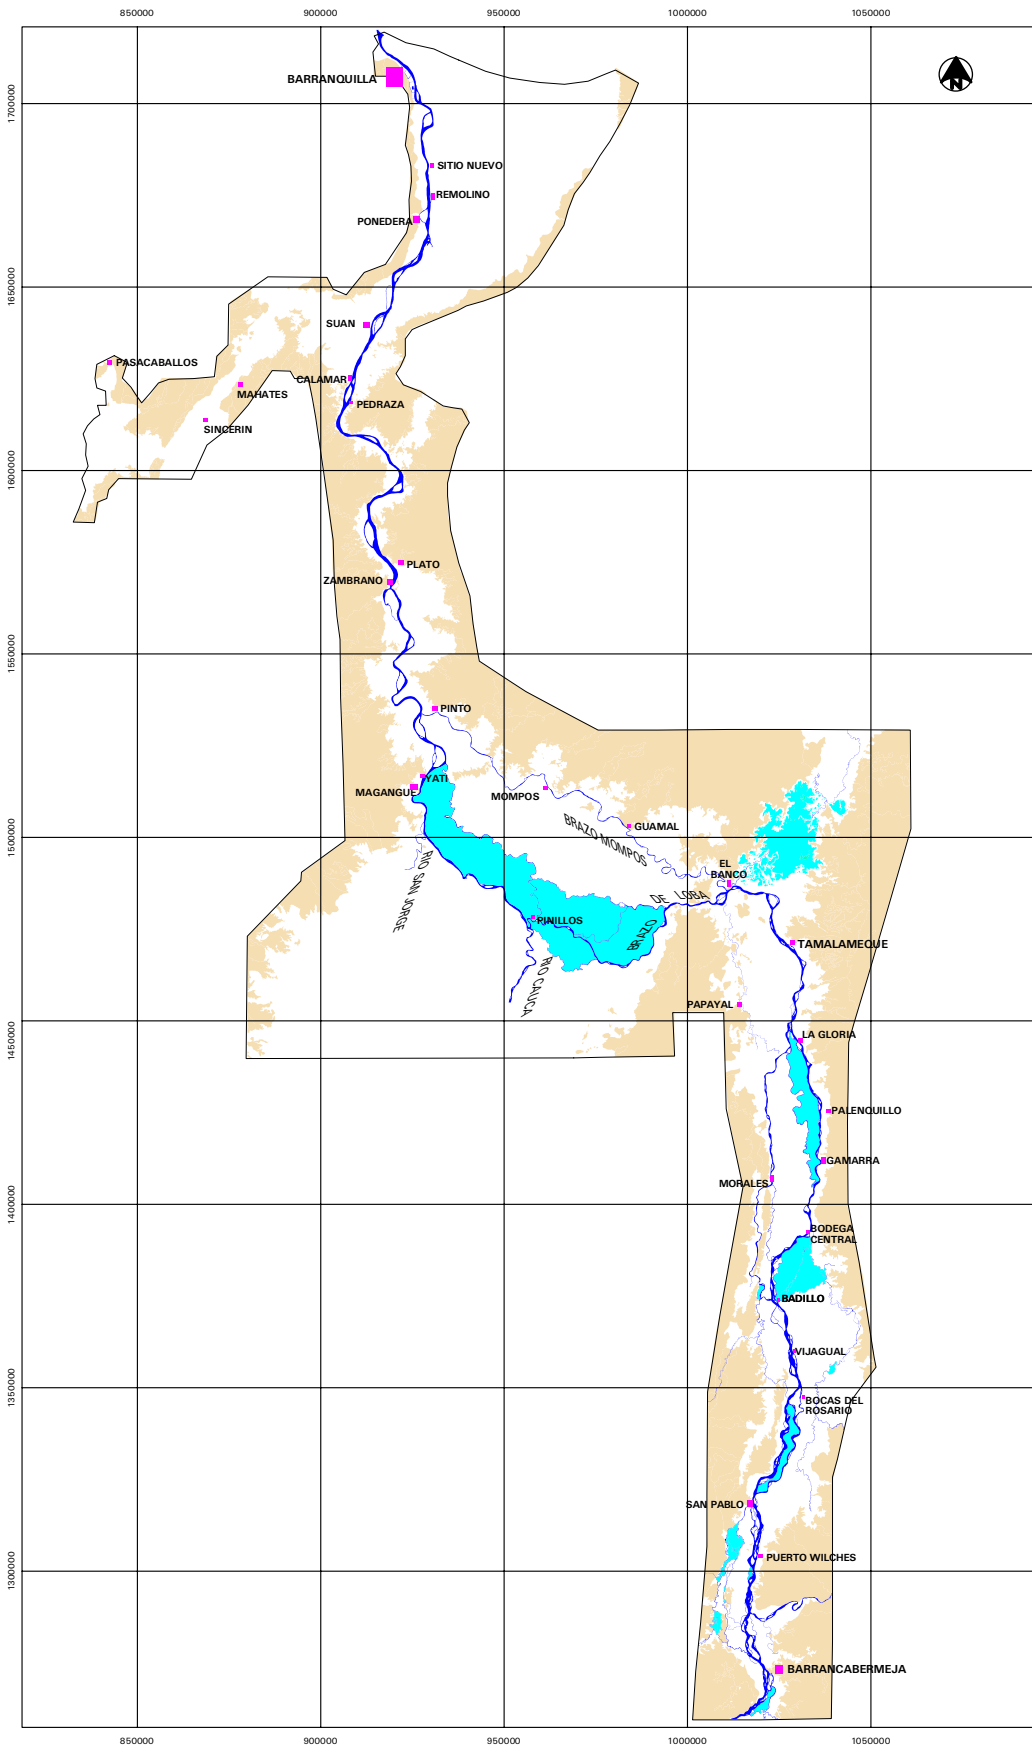 850000
900000
950000
1000000
1050000
N
BARRANQUILLA
1700000
SITIO NUEVO
REMOLINO
PONEDERA
1650000
SUAN
PASACABALLOS
CALAMAR
MAHATES
PEDRAZA
SINCERIN
1600000
PLATO
ZAMBRANO
1550000
PINTO
YATI
MAGANGUE
MOMPOS
GUAMAL
BRAZO MOMPOS
1500000
EL
BANCO
RIO SAN JORGE
DE LOBA
PINILLOS
BRAZO
TAMALAMEQUE
RIO CAUCA
PAPAYAL
1450000
LA GLORIA
PALENQUILLO
GAMARRA
MORALES
1400000
BODEGA
CENTRAL
BADILLO
VIJAGUAL
1350000
BOCAS DEL
ROSARIO
SAN PABLO
PUERTO WILCHES
1300000
BARRANCABERMEJA
850000
900000
950000
1000000
1050000